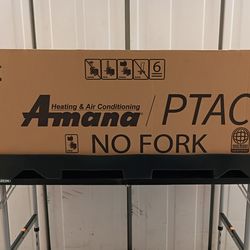 6
Heating & Air Conditioning
Amana / PTAC
NO FORK